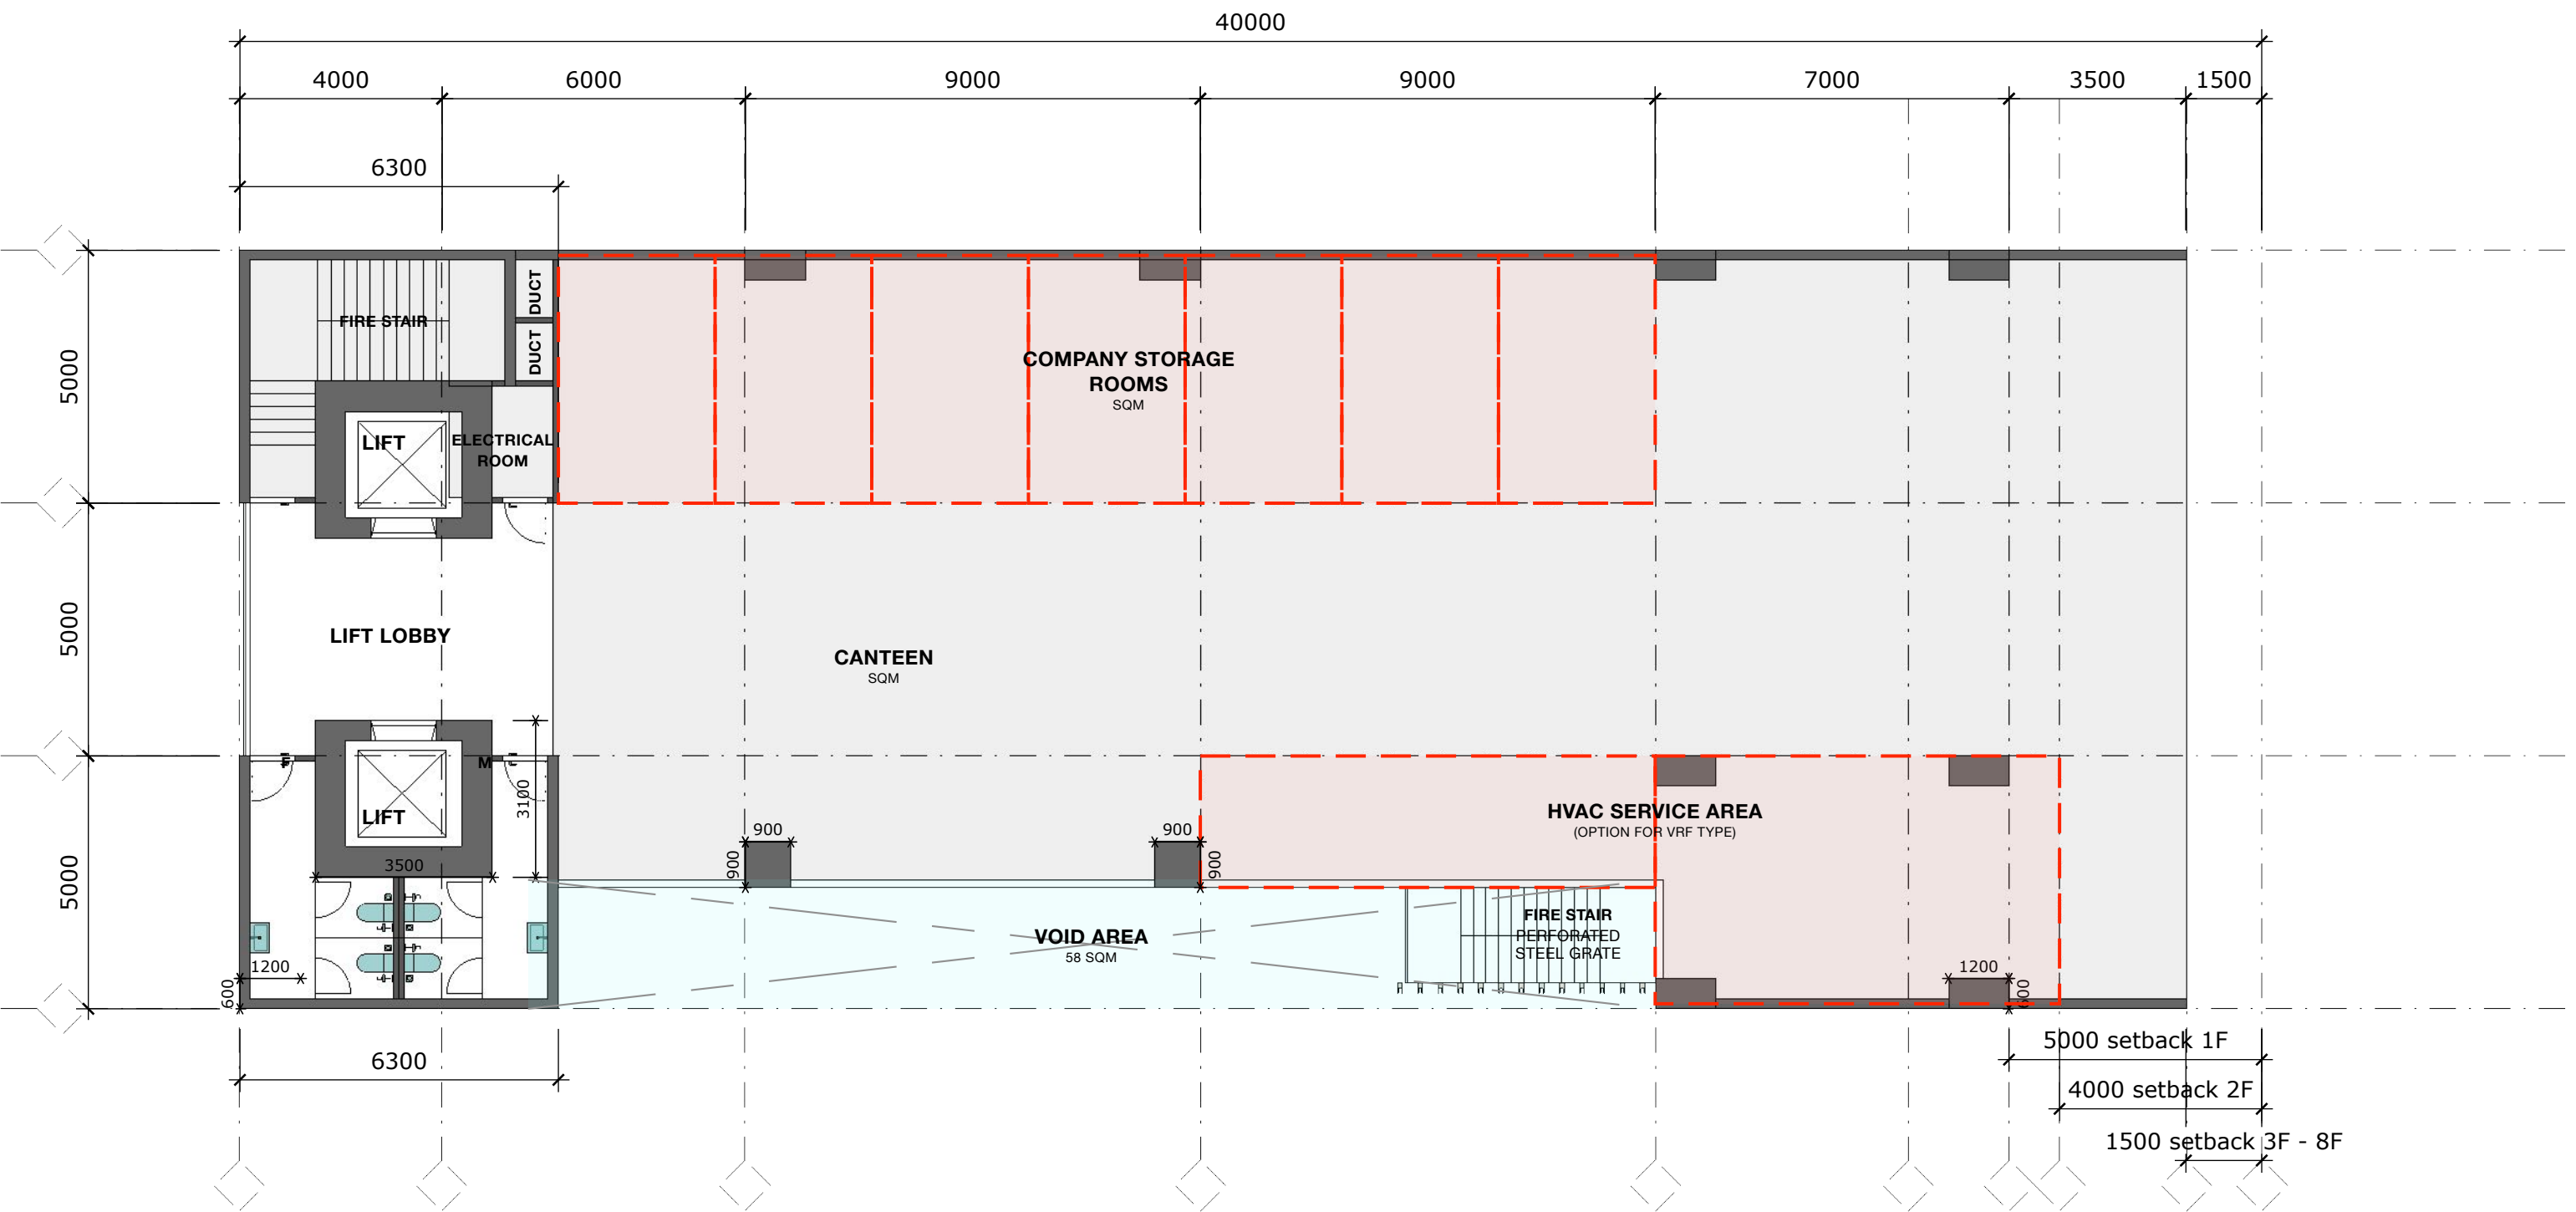 40000
4000
6000
9000
9000
7000
3500
1500
6300
5000
5000
5000
FIRE STAIR
DUCT
DUCT
LIFT
ELECTRICAL
ROOM
COMPANY STORAGE
ROOMS
SQM
LIFT LOBBY
CANTEEN
SQM
F
M
LIFT
3100
3500
900
900
900
900
HVAC SERVICE AREA
(OPTION FOR VRF TYPE)
VOID AREA
58 SQM
FIRE STAIR
PERFORATED
STEEL GRATE
1200
600
1200
600
6300
5000 setback 1F
4000 setback 2F
1500 setback 3F - 8F